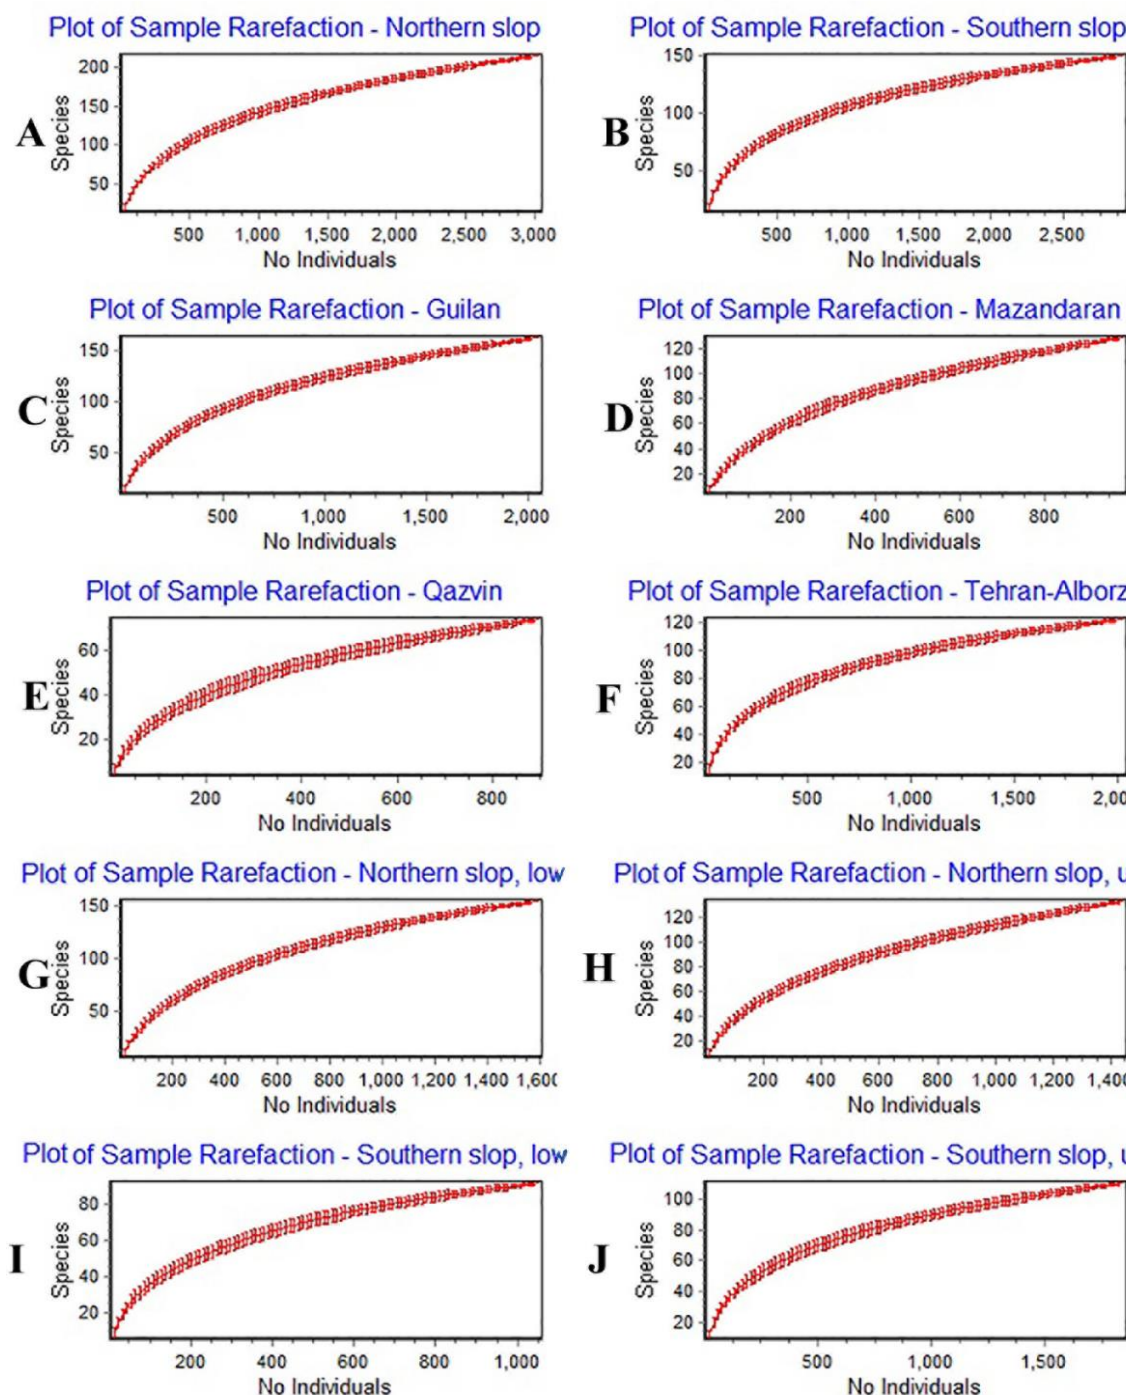 Plot of Sample Rarefaction - Northern slop
A
Species
200
150
100
50
500 1,000 1,500 2,000 2,500 3,000
No Individuals
Plot of Sample Rarefaction - Southern slop
B
Species
150
100
50
500 1,000 1,500 2,000 2,500
No Individuals
Plot of Sample Rarefaction - Guilan
C
Species
150
100
50
500 1,000 1,500 2,000
No Individuals
Plot of Sample Rarefaction - Mazandaran
D
Species
120
100
80
60
40
20
200 400 600 800
No Individuals
Plot of Sample Rarefaction - Qazvin
E
Species
60
40
20
200 400 600 800
No Individuals
Plot of Sample Rarefaction - Tehran-Alborz
F
Species
120
100
80
60
40
20
500 1,000 1,500 2,00
No Individuals
Plot of Sample Rarefaction - Northern slop, low
G
Species
150
100
50
200 400 600 800 1,000 1,200 1,400 1,600
No Individuals
Plot of Sample Rarefaction - Northern slop, u
H
Species
120
100
80
60
40
20
200 400 600 800 1,000 1,200 1,400
No Individuals
Plot of Sample Rarefaction - Southern slop, low
I
Species
80
60
40
20
200 400 600 800 1,000
No Individuals
Plot of Sample Rarefaction - Southern slop, u
J
Species
100
80
60
40
20
500 1,000 1,500
No Individuals